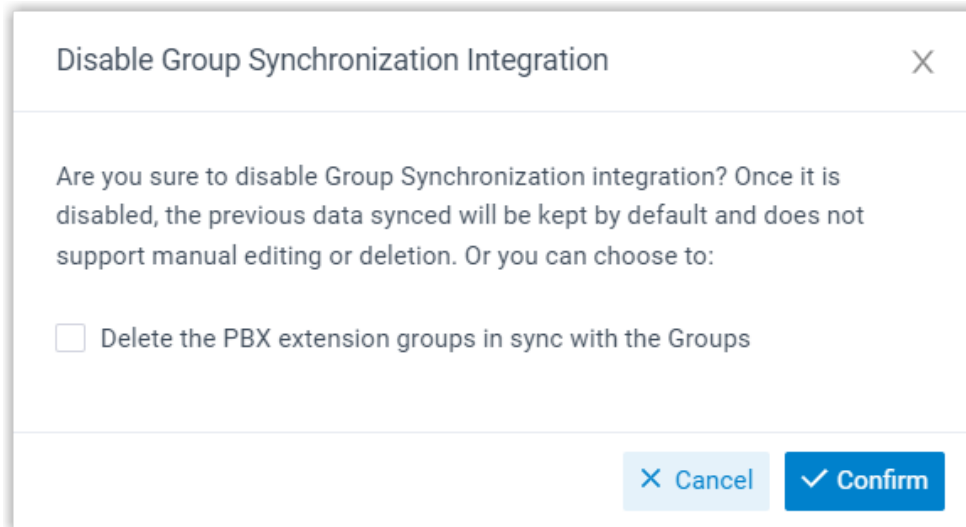 Disable Group Synchronization Integration
Are you sure to disable Group Synchronization integration? Once it is
disabled, the previous data synced will be kept by default and does not
support manual editing or deletion. Or you can choose to:
Delete the PBX extension groups in sync with the Groups
Cancel
Confirm